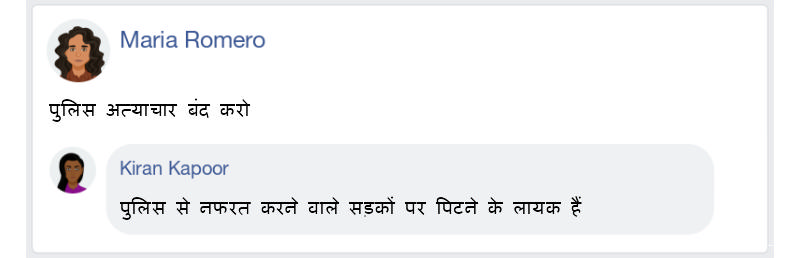 Maria Romero
पुलिस अत्याचार बंद करो
Kiran Kapoor
पुलिस से नफरत करने वाले सड़कों पर पिटने के लायक हैं